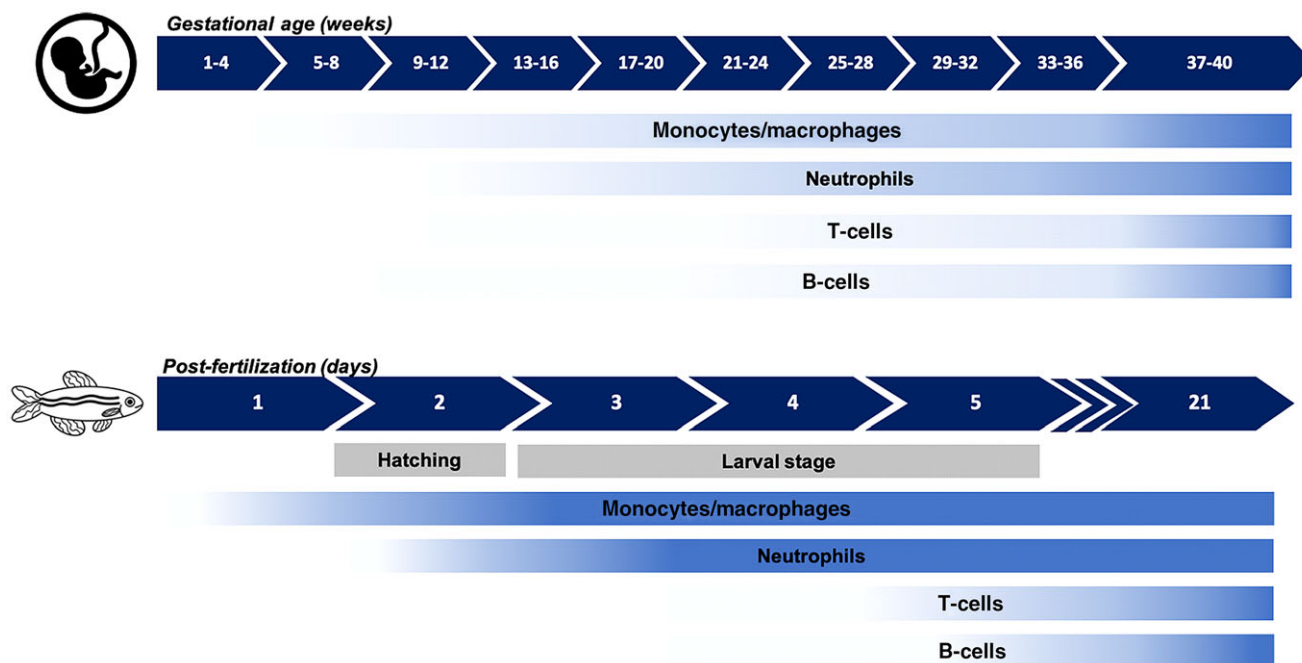 Gestational age (weeks)
1-4 5-8 9-12 13-16 17-20 21-24 25-28 29-32 33-36 37-40
Monocytes/macrophages
Neutrophils
T-cells
B-cells
Post-fertilization (days)
1 2 3 4 5 21
Hatching Larval stage
Monocytes/macrophages
Neutrophils
T-cells
B-cells